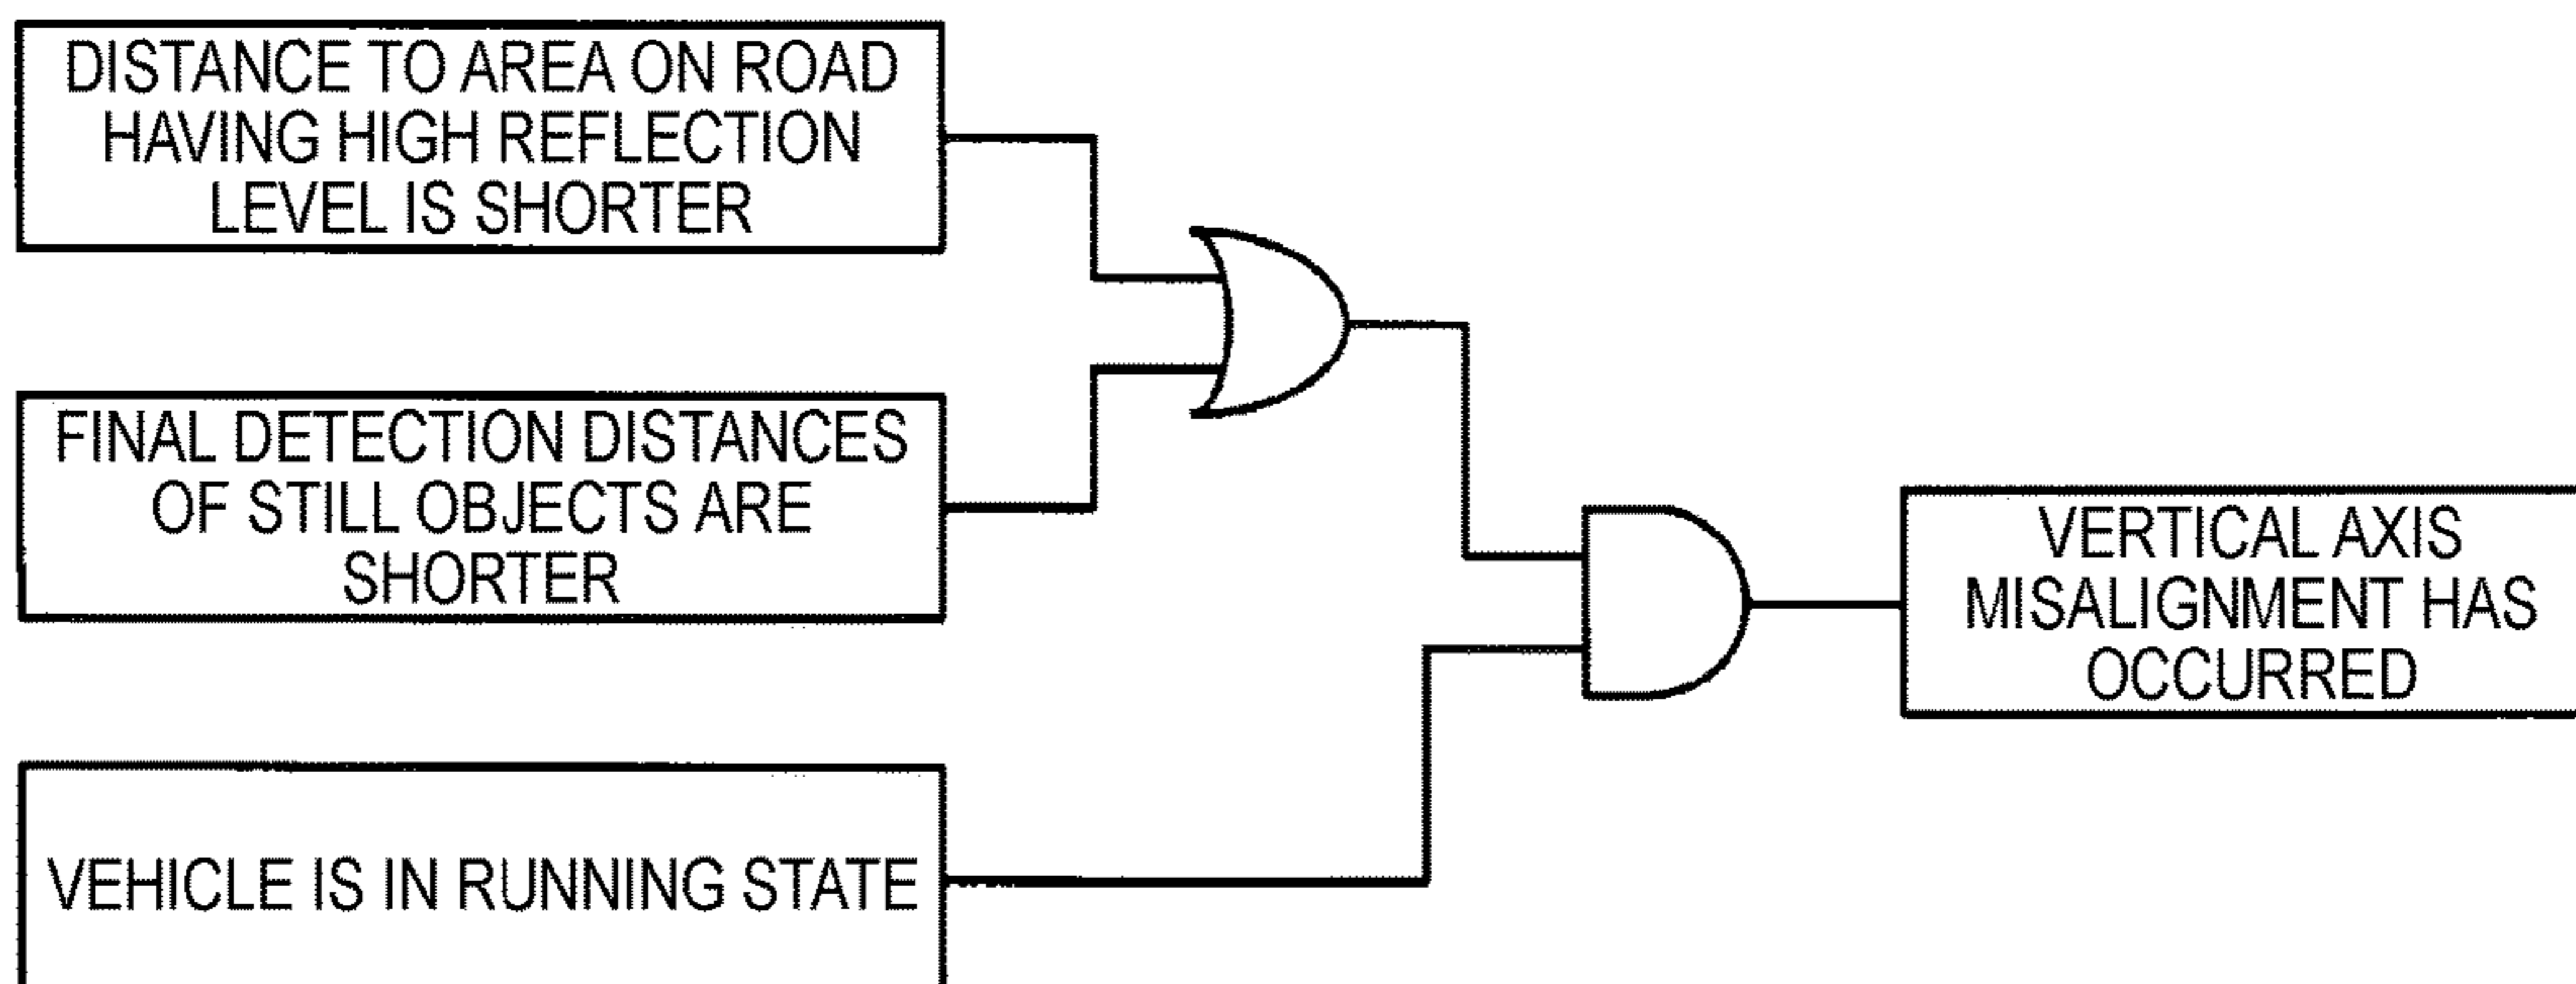 DISTANCE TO AREA ON ROAD
HAVING HIGH REFLECTION
LEVEL IS SHORTER
FINAL DETECTION DISTANCES
OF STILL OBJECTS ARE
SHORTER
VEHICLE IS IN RUNNING STATE
VERTICAL AXIS
MISALIGNMENT HAS
OCCURRED